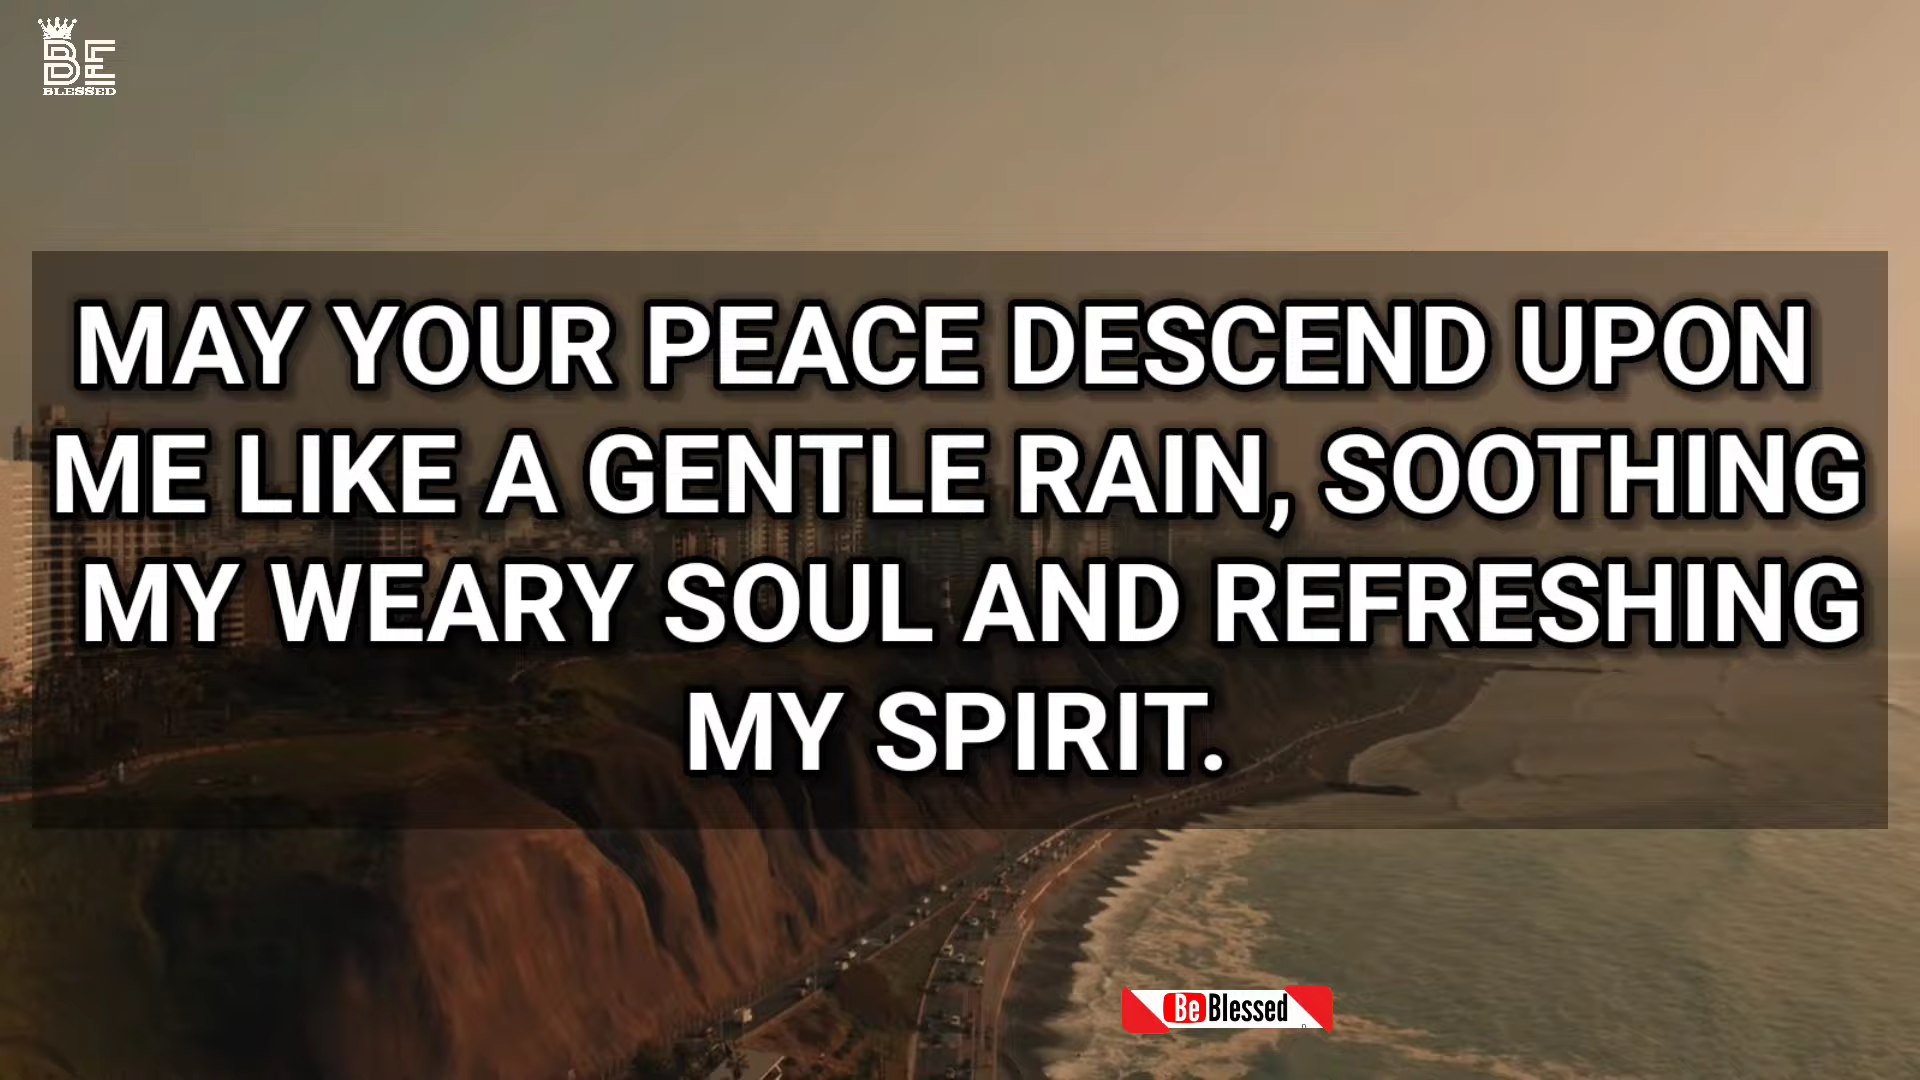 BE
BLESSED
MAY YOUR PEACE DESCEND UPON
ME LIKE A GENTLE RAIN, SOOTHING
MY WEARY SOUL AND REFRESHING
MY SPIRIT.
Be Blessed